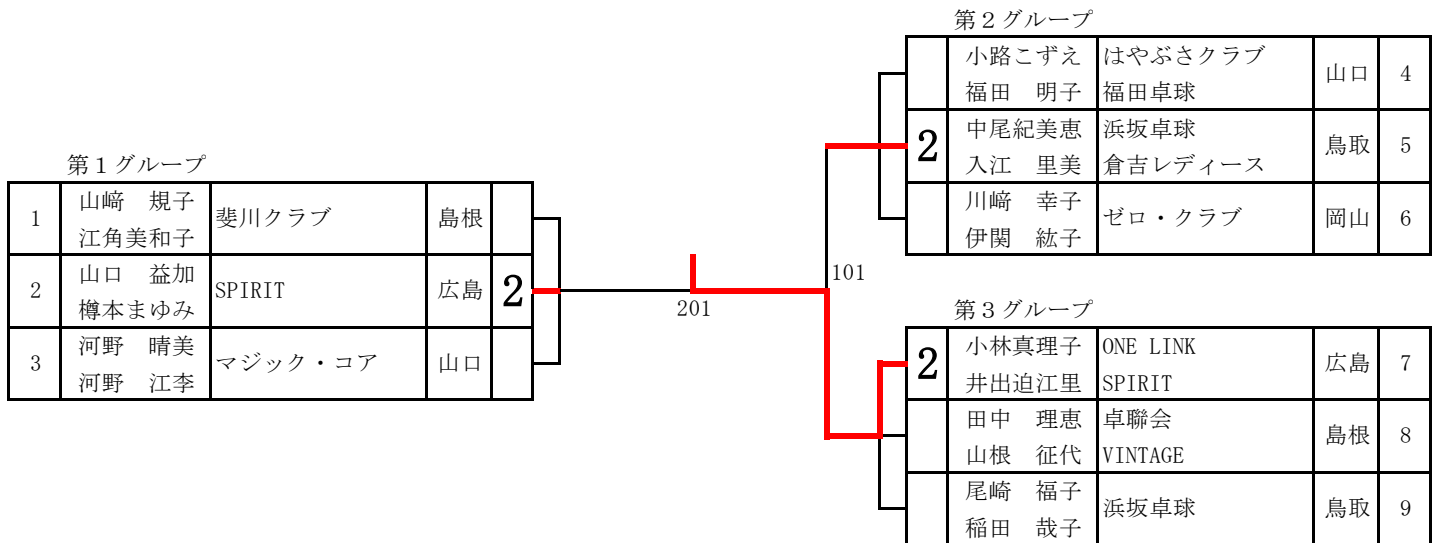 第１グループ
1 山﨑　規子 斐川クラブ 島根
江角美和子
2 山口　益加 SPIRIT 広島 2
樽本まゆみ
3 河野　晴美 マジック・コア 山口
河野　江李
201
101
第２グループ
小路こずえ はやぶさクラブ 山口 4
福田　明子 福田卓球
2 中尾紀美恵 浜坂卓球 鳥取 5
入江　里美 倉吉レディース
川﨑　幸子 ゼロ・クラブ 岡山 6
伊関　紘子
第３グループ
2 小林真理子 ONE LINK 広島 7
井出迫江里 SPIRIT
田中　理恵 卓聯会 島根 8
山根　征代 VINTAGE
尾崎　福子 浜坂卓球 鳥取 9
稲田　哉子